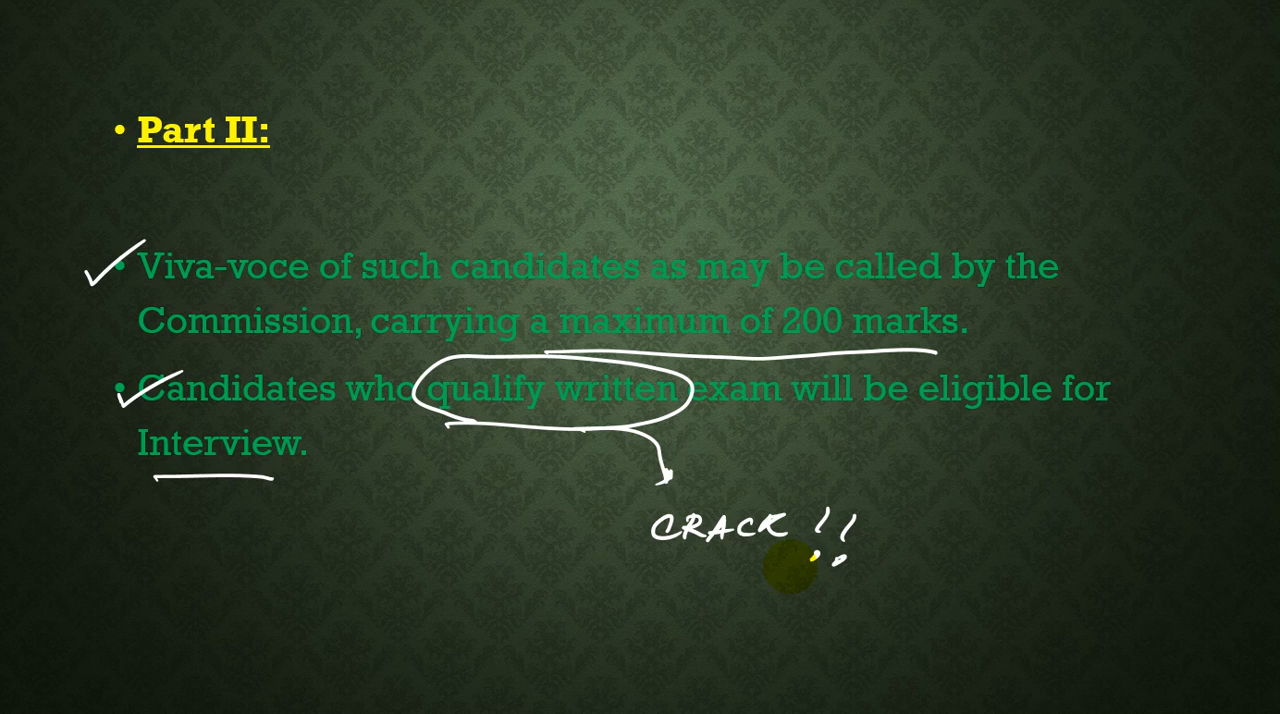 • Part II:
• Viva-voce of such candidates as may be called by the
Commission, carrying a maximum of 200 marks.
• Candidates who qualify written exam will be eligible for
Interview.
CRACK !!